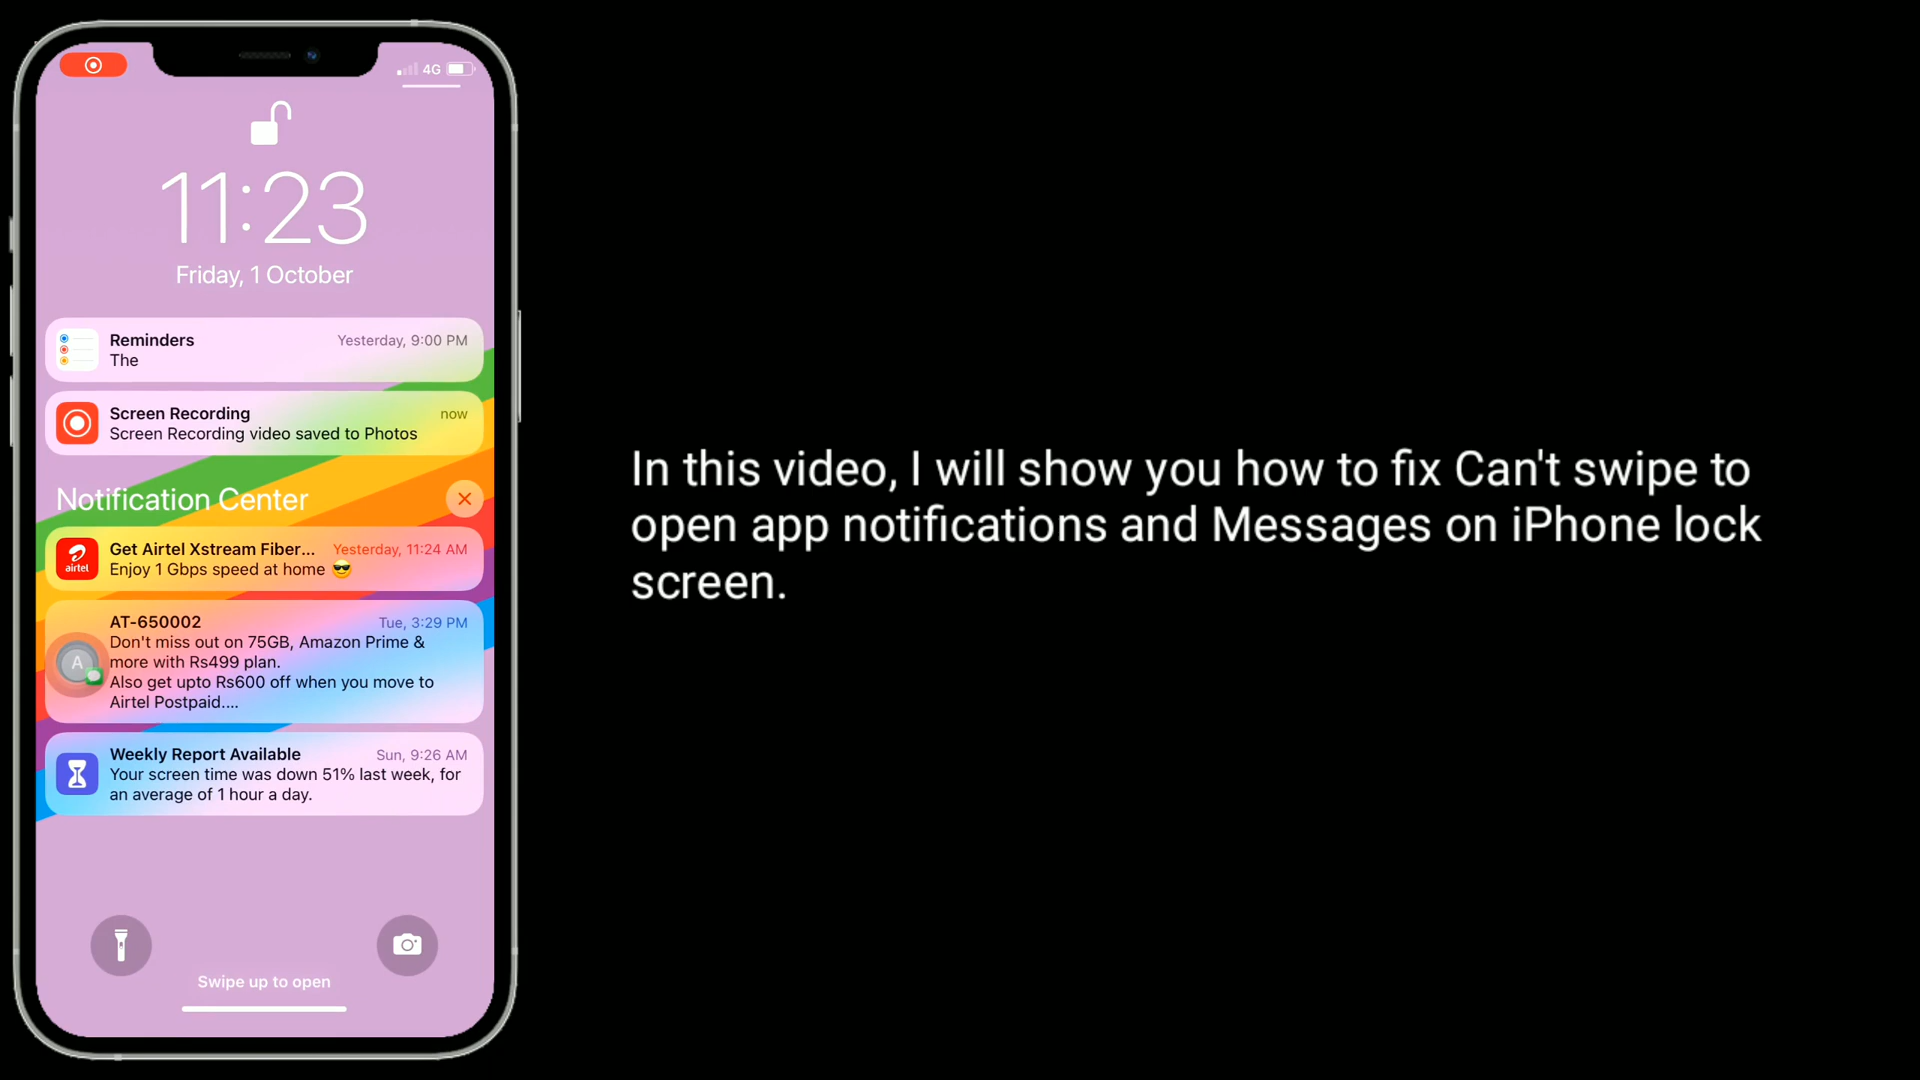 4G
11:23
Friday, 1 October
Reminders Yesterday, 9:00 PM
The
Screen Recording now
Screen Recording video saved to Photos
Notification Center
Get Airtel Xstream Fiber... Yesterday, 11:24 AM
Enjoy 1 Gbps speed at home 😎
airtel
AT-650002 Tue, 3:29 PM
Don't miss out on 75GB, Amazon Prime &
A
more with Rs499 plan.
Also get upto Rs600 off when you move to
Airtel Postpaid....
Weekly Report Available Sun, 9:26 AM
Your screen time was down 51% last week, for
an average of 1 hour a day.
Swipe up to open
In this video, I will show you how to fix Can't swipe to
open app notifications and Messages on iPhone lock
screen.